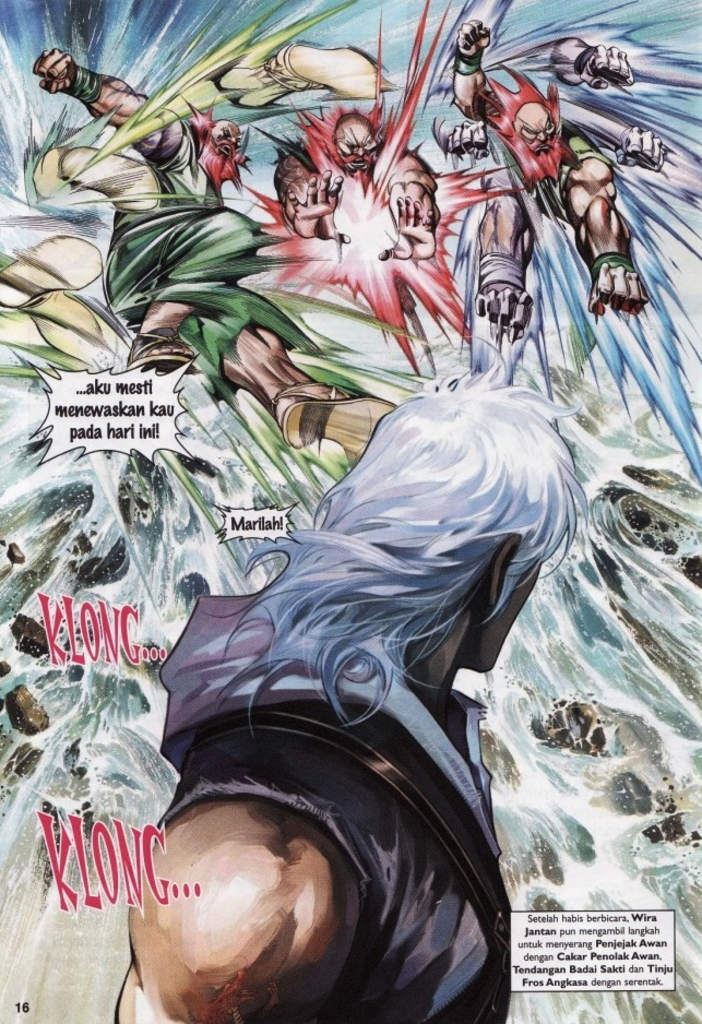 ...aku mesti
menewaskan kau
pada hari ini!
Marilah!
KLONG...
KLONG...
Setelah habis berbicara, Wira
Jantan pun mengambil langkah
untuk menyerang Penjejak Awan
dengan Cakar Penolak Awan,
Tendangan Badai Sakti dan Tinju
Fros Angkasa dengan serentak.
16